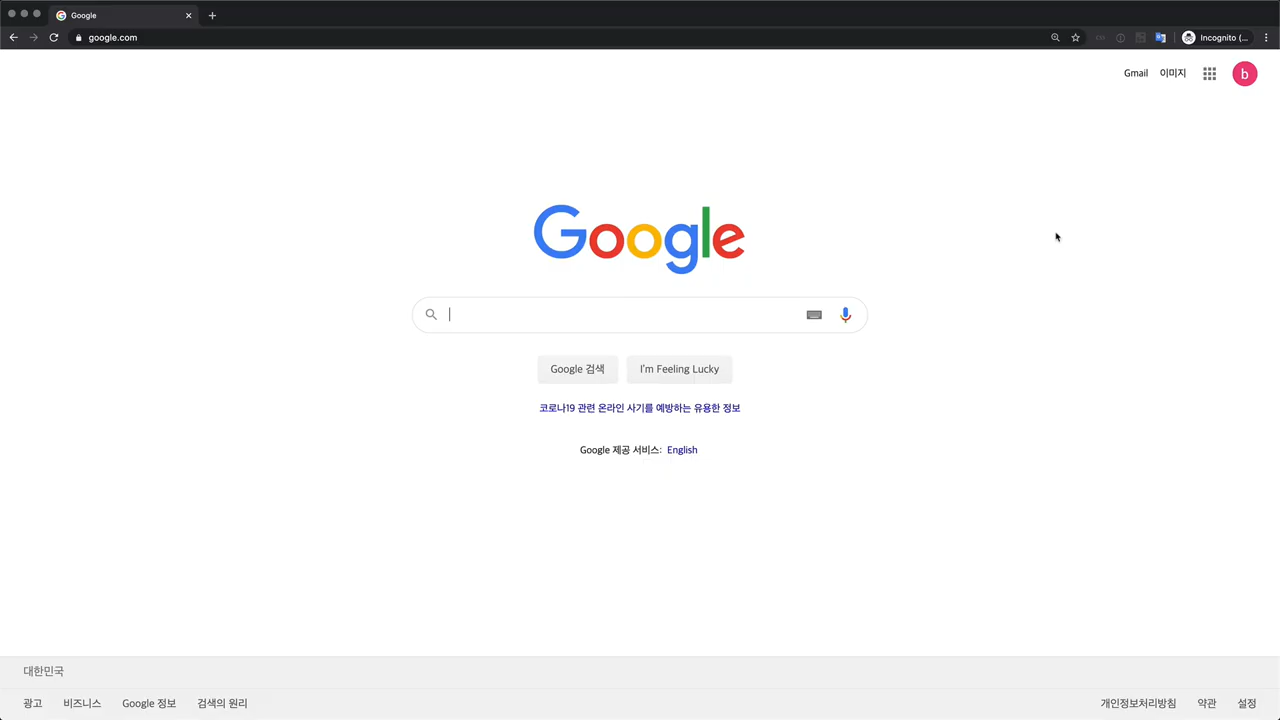 Google
google.com
Incognito (...
Gmail 이미지
b
Google
Google 검색 I'm Feeling Lucky
코로나19 관련 온라인 사기를 예방하는 유용한 정보
Google 제공 서비스: English
대한민국
광고 비즈니스 Google 정보 검색의 원리 개인정보처리방침 약관 설정